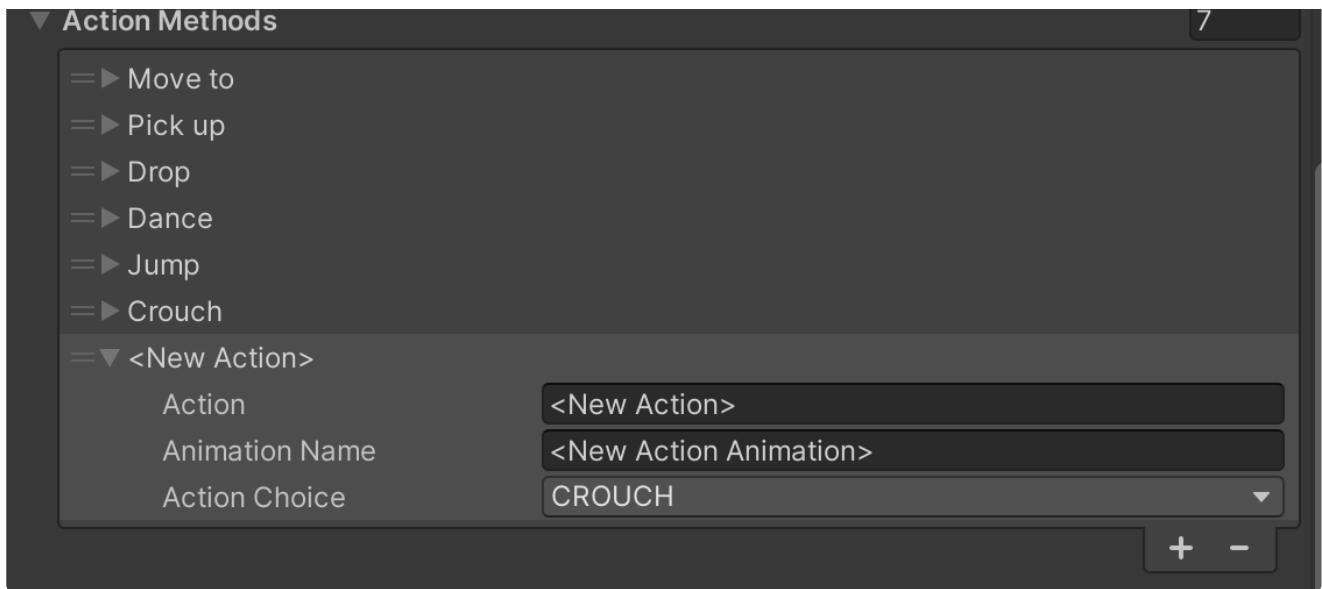 Action Methods 7
Move to
Pick up
Drop
Dance
Jump
Crouch
<New Action>
Action <New Action>
Animation Name <New Action Animation>
Action Choice CROUCH
+ -